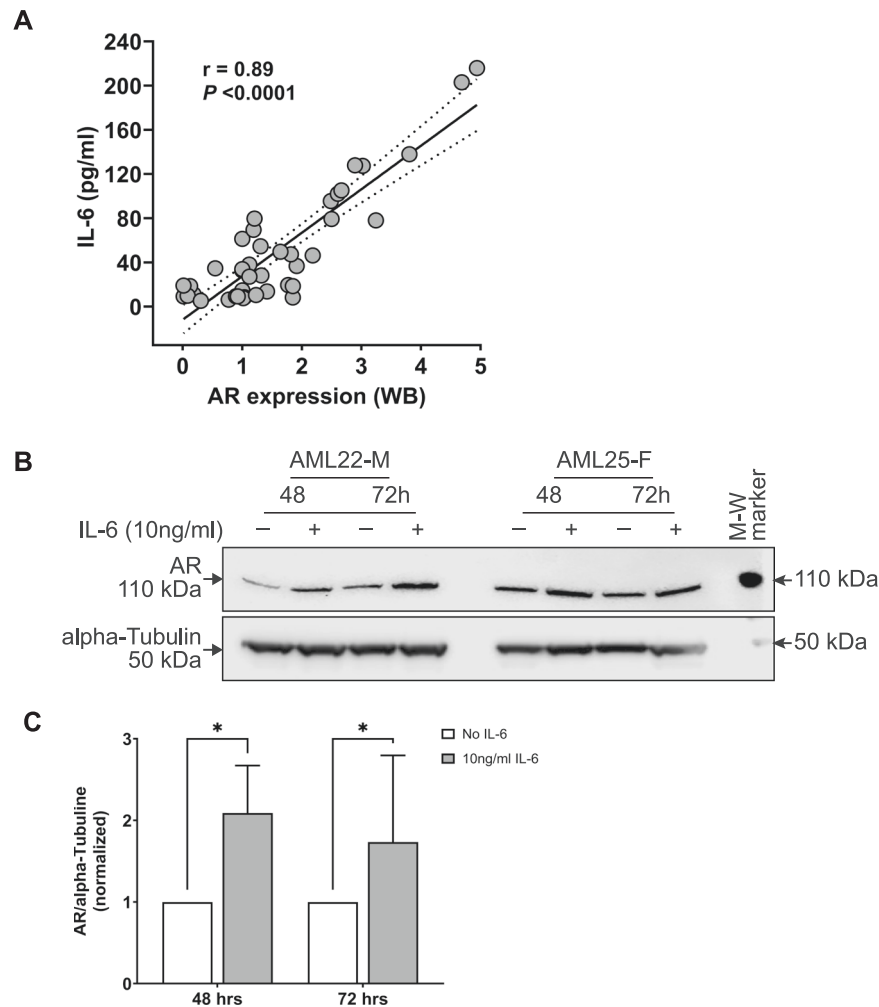 A
r = 0.89
P <0.0001
240
200
160
120
80
40
0
IL-6 (pg/ml)
0 1 2 3 4 5
AR expression (WB)
B
AML22-M AML25-F
48 72h 48 72h
IL-6 (10ng/ml) – + – + – + – +
M-W
marker
AR
110 kDa
110 kDa
alpha-Tubulin
50 kDa
50 kDa
C
* *
No IL-6
10ng/ml IL-6
3
2
1
0
AR/alpha-Tubuline
(normalized)
48 hrs 72 hrs